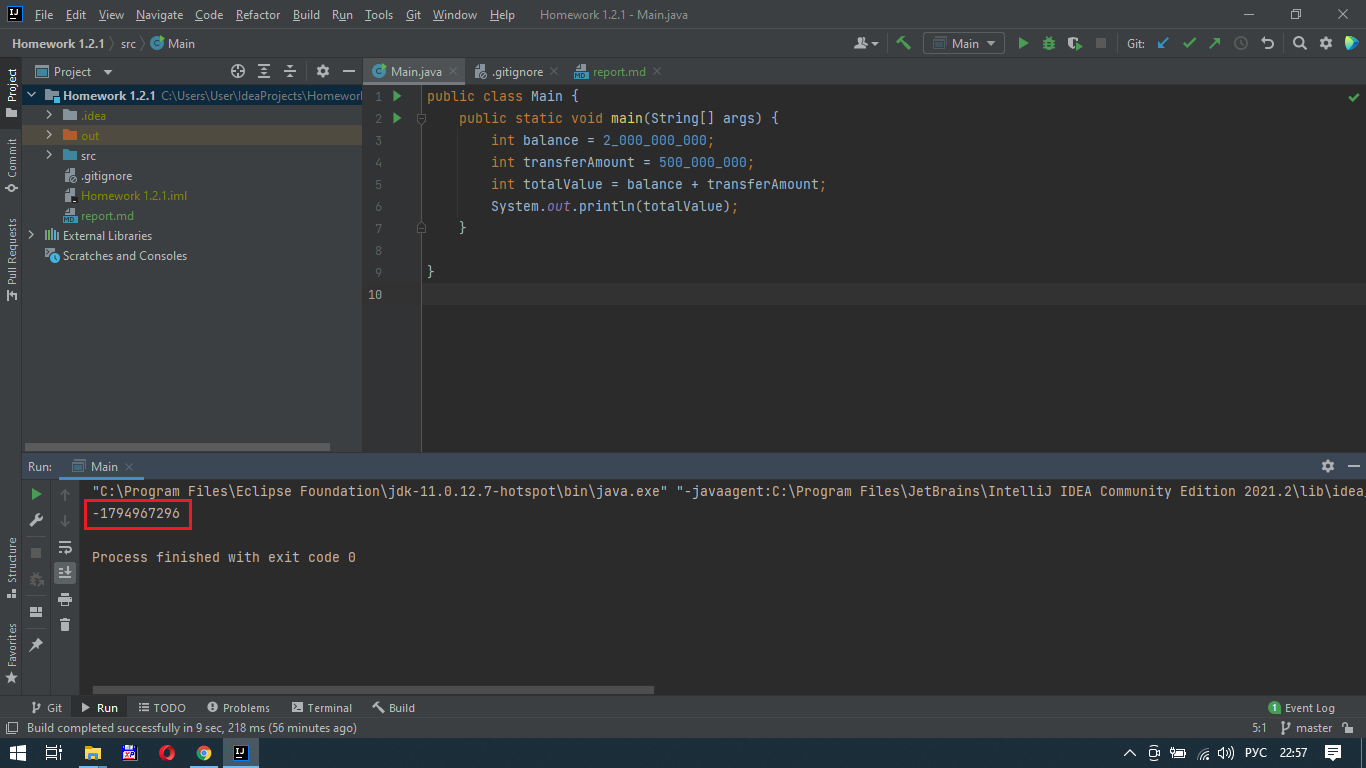 IJ File Edit View Navigate Code Refactor Build Run Tools Git Window Help Homework 1.2.1 - Main.java
Homework 1.2.1 src Main Main Git:
Project
Main.java .gitignore report.md
Homework 1.2.1 C:\Users\User\IdeaProjects\Homework
.idea
out
src
.gitignore
Homework 1.2.1.iml
report.md
External Libraries
Scratches and Consoles
Project
Commit
Pull Requests
Structure
Favorites
1 public class Main {
2 public static void main(String[] args) {
3 int balance = 2_000_000_000;
4 int transferAmount = 500_000_000;
5 int totalValue = balance + transferAmount;
6 System.out.println(totalValue);
7 }
8
9 }
10
Run: Main
"C:\Program Files\Eclipse Foundation\jdk-11.0.12.7-hotspot\bin\java.exe" "-javaagent:C:\Program Files\JetBrains\IntelliJ IDEA Community Edition 2021.2\lib\idea_
-1794967296
Process finished with exit code 0
Git Run TODO Problems Terminal Build 1 Event Log
Build completed successfully in 9 sec, 218 ms (56 minutes ago) 5:1 master
XP IJ РУС 22:57